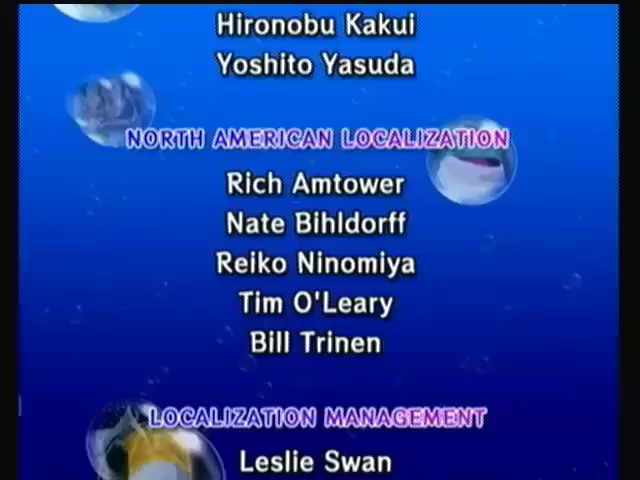 Hironobu Kakui
Yoshito Yasuda
NORTH AMERICAN LOCALIZATION
Rich Amtower
Nate Bihldorff
Reiko Ninomiya
Tim O'Leary
Bill Trinen
LOCALIZATION MANAGEMENT
Leslie Swan